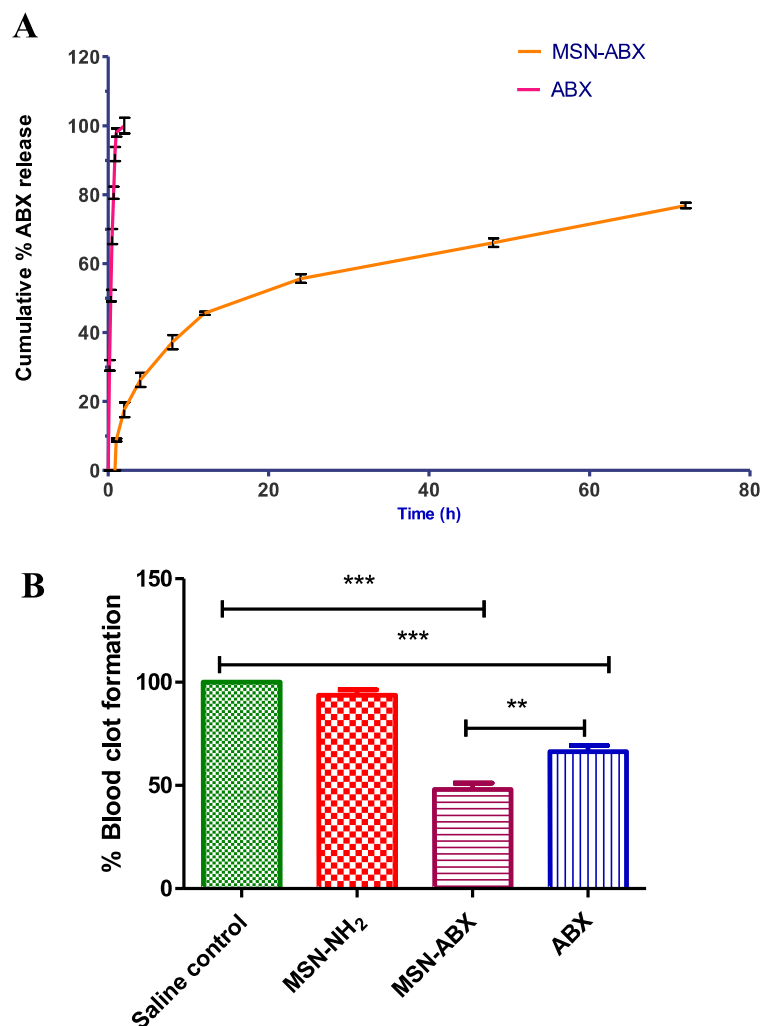 A
MSN-ABX
ABX
Cumulative % ABX release
120
100
80
60
40
20
0
0 20 40 60 80
Time (h)
B
% Blood clot formation
150
100
50
0
***
***
**
Saline control
MSN-NH₂
MSN-ABX
ABX